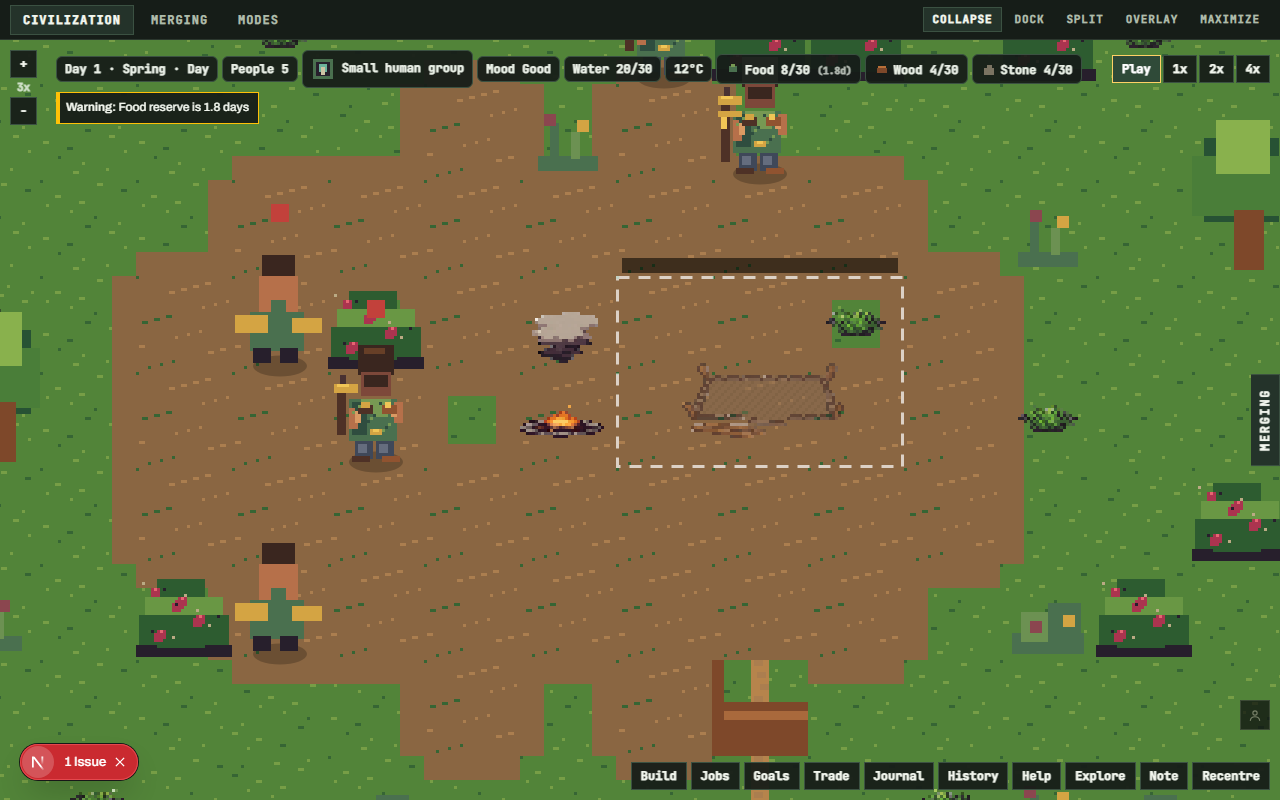 CIVILIZATION MERGING MODES COLLAPSE DOCK SPLIT OVERLAY MAXIMIZE
+
3x
-
Day 1 · Spring · Day People 5 Small human group Mood Good Water 20/30 12°C Food 8/30 (1.8d) Wood 4/30 Stone 4/30 Play 1x 2x 4x
Warning: Food reserve is 1.8 days
MERGING
N 1 Issue ×
Build Jobs Goals Trade Journal History Help Explore Note Recentre